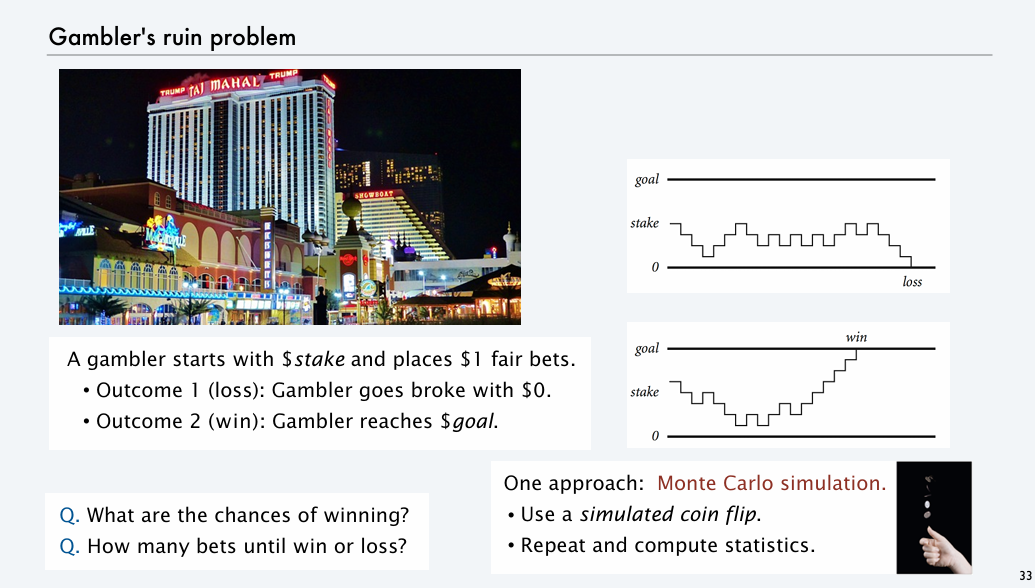 Gambler's ruin problem
TRUMP TAJ MAHAL TRUMP
SHOWBOAT
A gambler starts with $stake and places $1 fair bets.
• Outcome 1 (loss): Gambler goes broke with $0.
• Outcome 2 (win): Gambler reaches $goal.
Q. What are the chances of winning?
Q. How many bets until win or loss?
goal
stake
0
loss
win
goal
stake
0
One approach: Monte Carlo simulation.
• Use a simulated coin flip.
• Repeat and compute statistics.
33